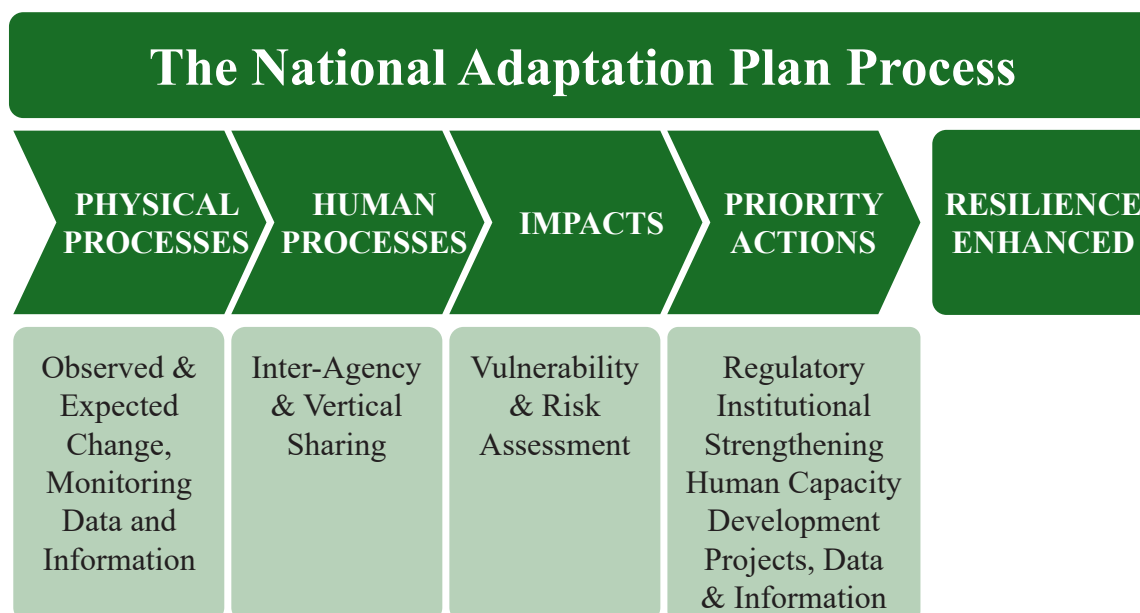 The National Adaptation Plan Process
PHYSICAL
PROCESSES
HUMAN
PROCESSES
IMPACTS
PRIORITY
ACTIONS
RESILIENCE
ENHANCED
Observed &
Expected
Change,
Monitoring
Data and
Information
Inter-Agency
& Vertical
Sharing
Vulnerability
& Risk
Assessment
Regulatory
Institutional
Strengthening
Human Capacity
Development
Projects, Data
& Information